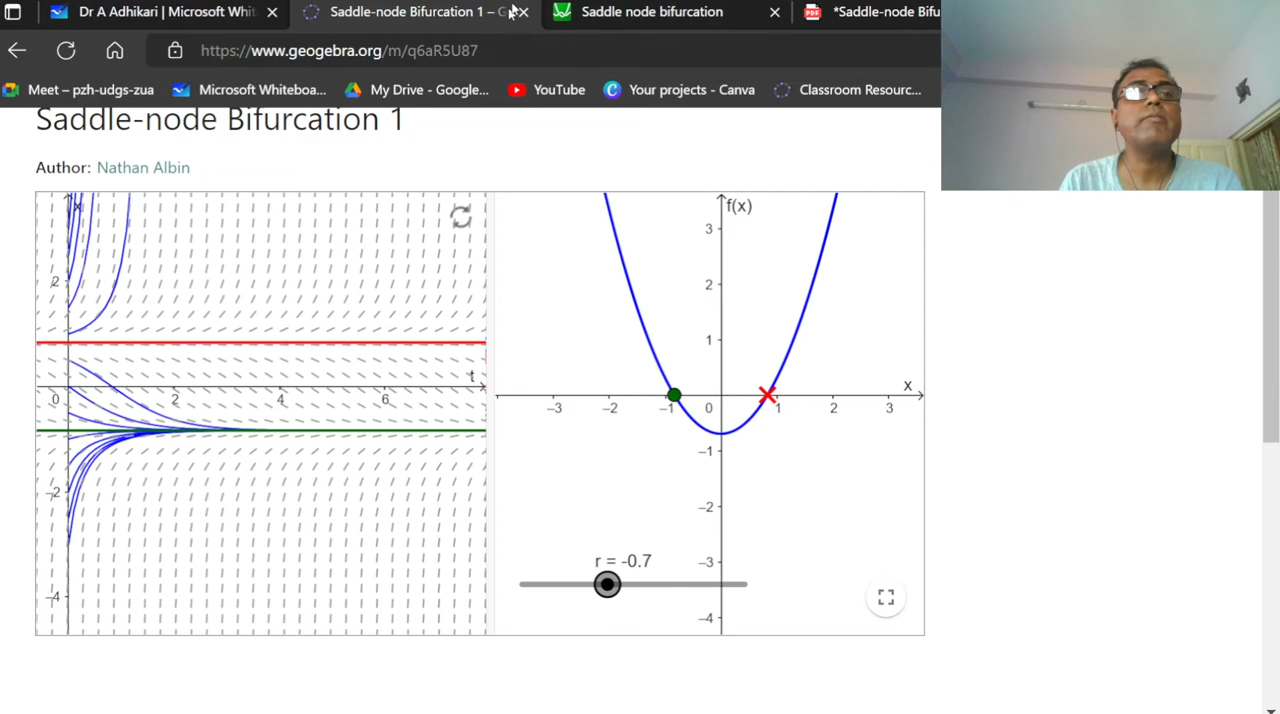 Dr A Adhikari | Microsoft Whit
Saddle-node Bifurcation 1 – G
Saddle node bifurcation
PDF
*Saddle-node Bifu
https://www.geogebra.org/m/q6aR5U87
Meet – pzh-udgs-zua
Microsoft Whiteboa...
My Drive - Google...
YouTube
Your projects - Canva
Classroom Resourc...
Saddle-node Bifurcation 1
Author: Nathan Albin
x
2
t
0 2 4 6
–2
–4
f(x)
3
2
1
x
–3 –2 –1 0 1 2 3
–1
–2
r = -0.7
–3
–4